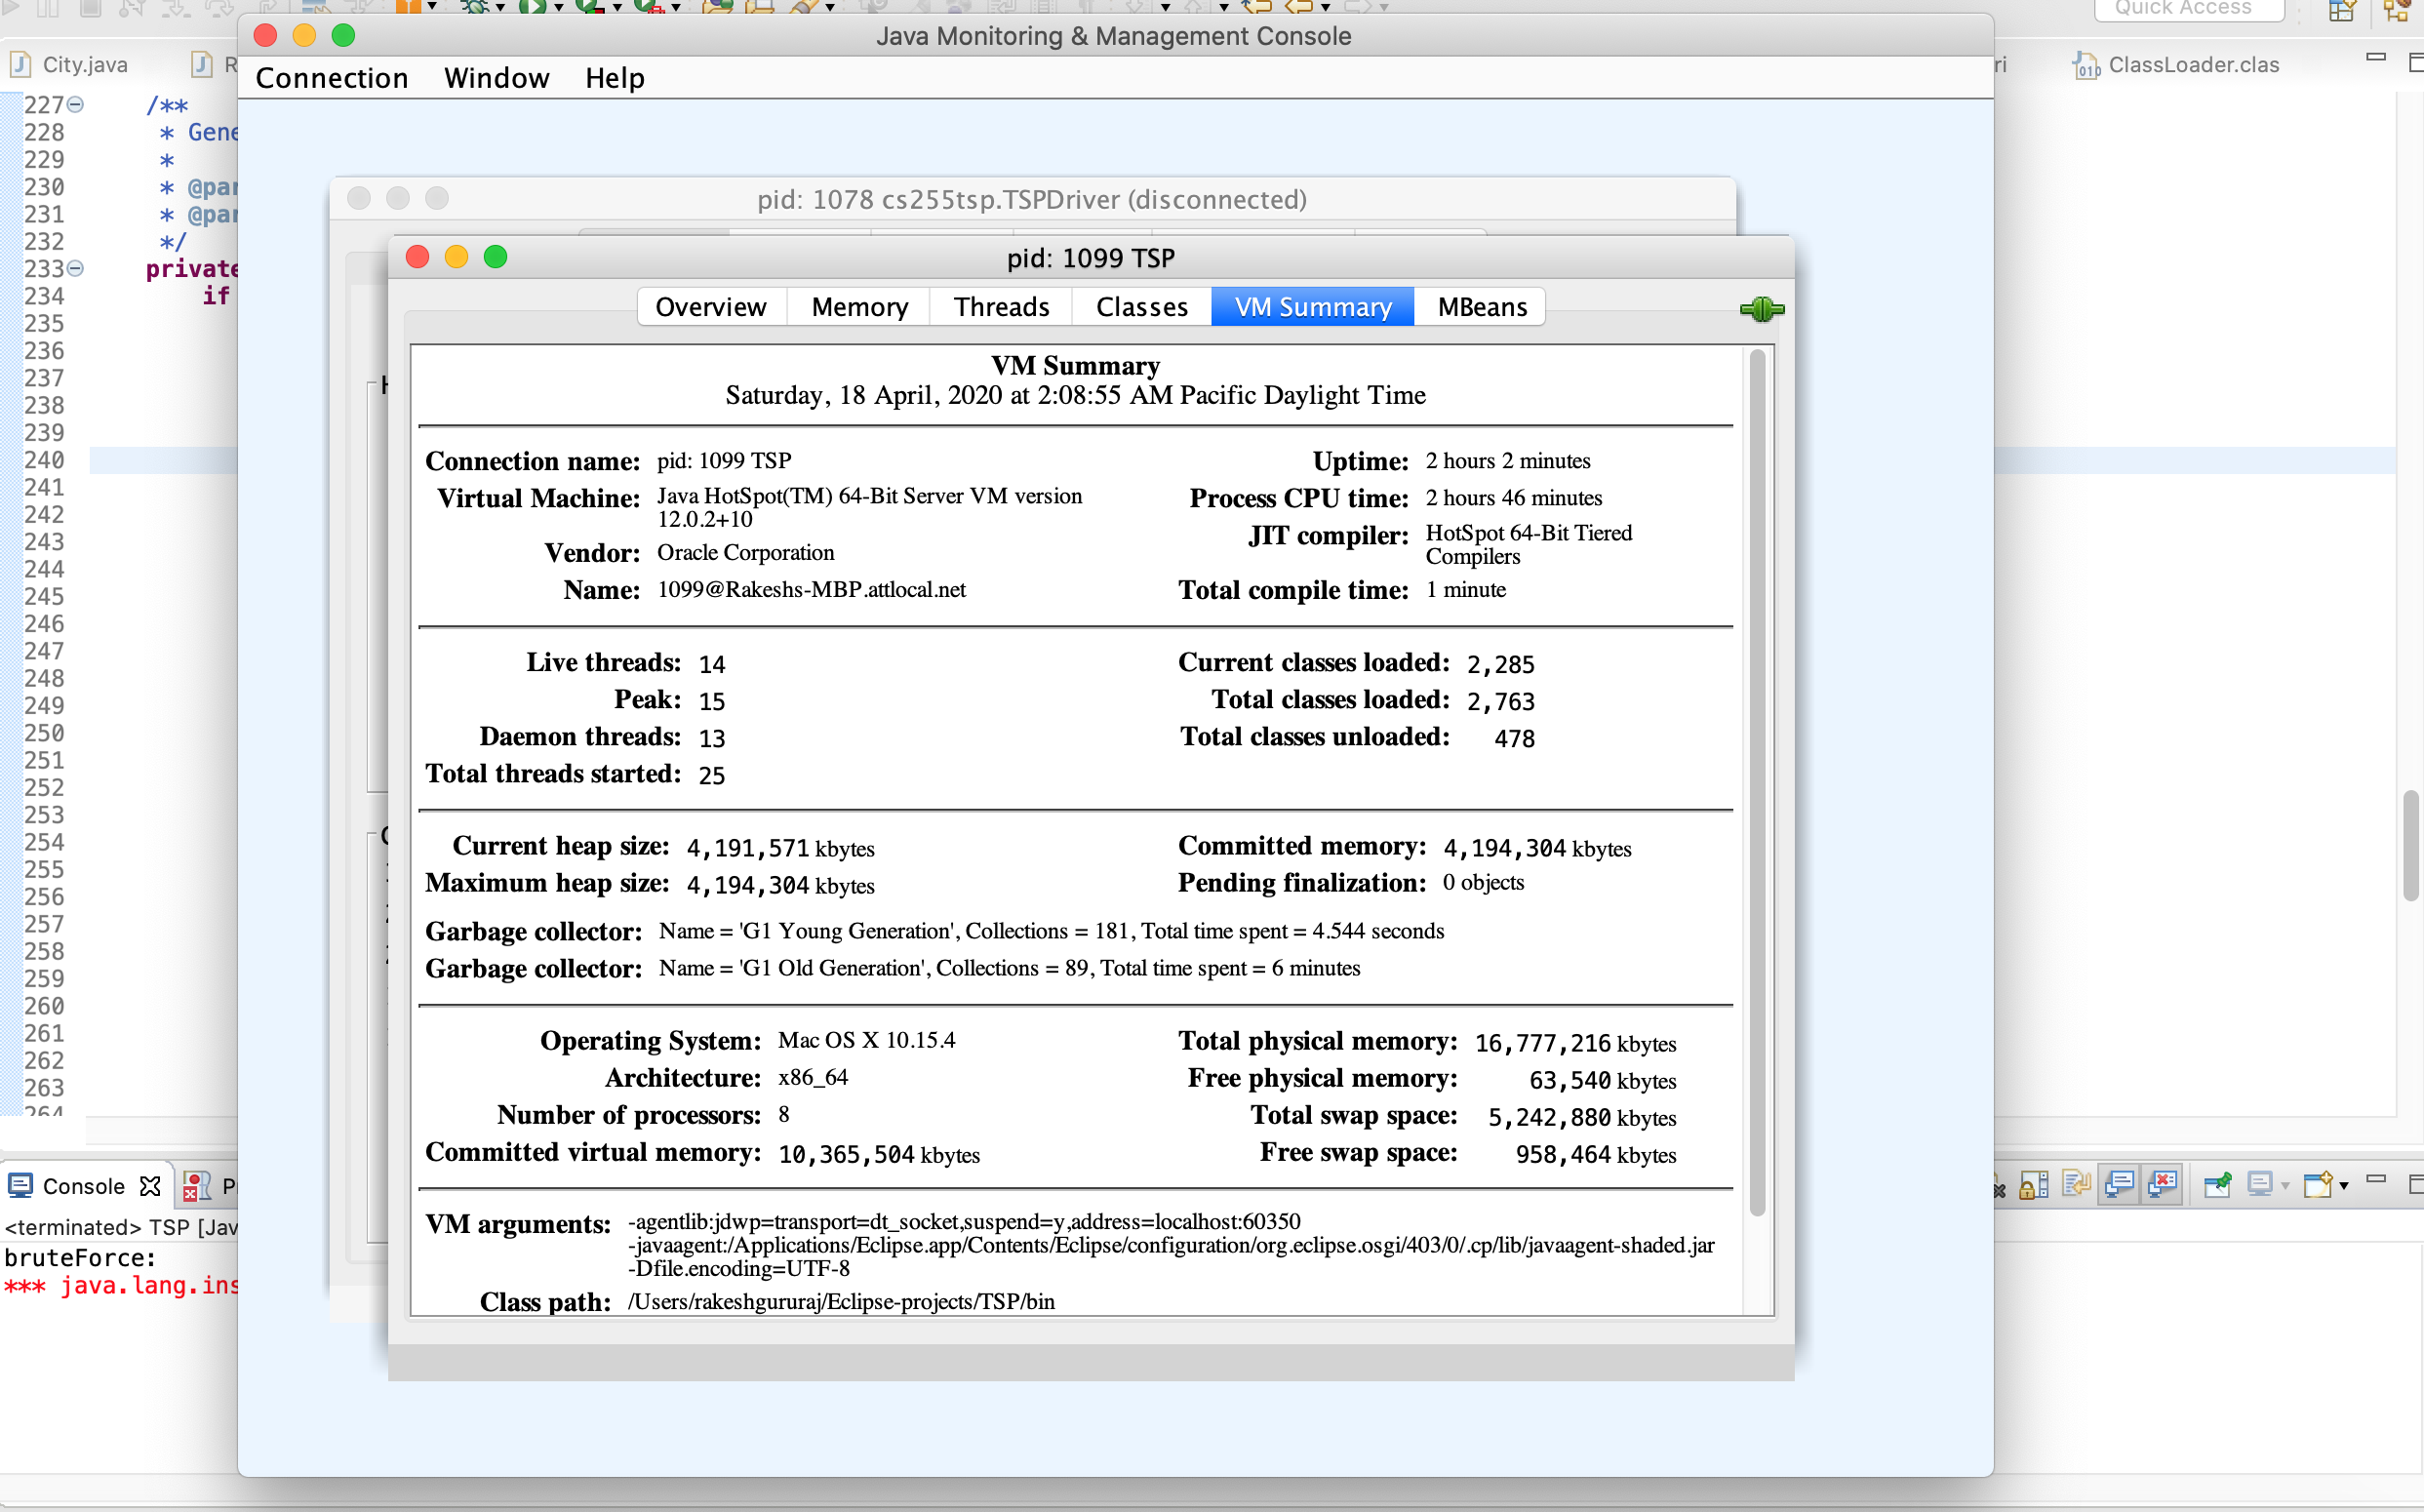 Quick Access
Java Monitoring & Management Console
City.java
ClassLoader.clas
Connection Window Help
227 /**
228 * Gene
229 *
230 * @par
231 * @par
232 */
233 private
234 if
235
236
237
238
239
240
241
242
243
244
245
246
247
248
249
250
251
252
253
254
255
256
257
258
259
260
261
262
263
264
pid: 1078 cs255tsp.TSPDriver (disconnected)
pid: 1099 TSP
Overview Memory Threads Classes VM Summary MBeans
VM Summary
Saturday, 18 April, 2020 at 2:08:55 AM Pacific Daylight Time
Connection name: pid: 1099 TSP
Virtual Machine: Java HotSpot(TM) 64-Bit Server VM version
12.0.2+10
Vendor: Oracle Corporation
Name: 1099@Rakeshs-MBP.attlocal.net
Uptime: 2 hours 2 minutes
Process CPU time: 2 hours 46 minutes
JIT compiler: HotSpot 64-Bit Tiered
Compilers
Total compile time: 1 minute
Live threads: 14
Peak: 15
Daemon threads: 13
Total threads started: 25
Current classes loaded: 2,285
Total classes loaded: 2,763
Total classes unloaded: 478
Current heap size: 4,191,571 kbytes
Maximum heap size: 4,194,304 kbytes
Committed memory: 4,194,304 kbytes
Pending finalization: 0 objects
Garbage collector: Name = 'G1 Young Generation', Collections = 181, Total time spent = 4.544 seconds
Garbage collector: Name = 'G1 Old Generation', Collections = 89, Total time spent = 6 minutes
Operating System: Mac OS X 10.15.4
Architecture: x86_64
Number of processors: 8
Committed virtual memory: 10,365,504 kbytes
Total physical memory: 16,777,216 kbytes
Free physical memory: 63,540 kbytes
Total swap space: 5,242,880 kbytes
Free swap space: 958,464 kbytes
VM arguments: -agentlib:jdwp=transport=dt_socket,suspend=y,address=localhost:60350
-javaagent:/Applications/Eclipse.app/Contents/Eclipse/configuration/org.eclipse.osgi/403/0/.cp/lib/javaagent-shaded.jar
-Dfile.encoding=UTF-8
Class path: /Users/rakeshgururaj/Eclipse-projects/TSP/bin
Console
<terminated> TSP [Jav
bruteForce:
*** java.lang.ins